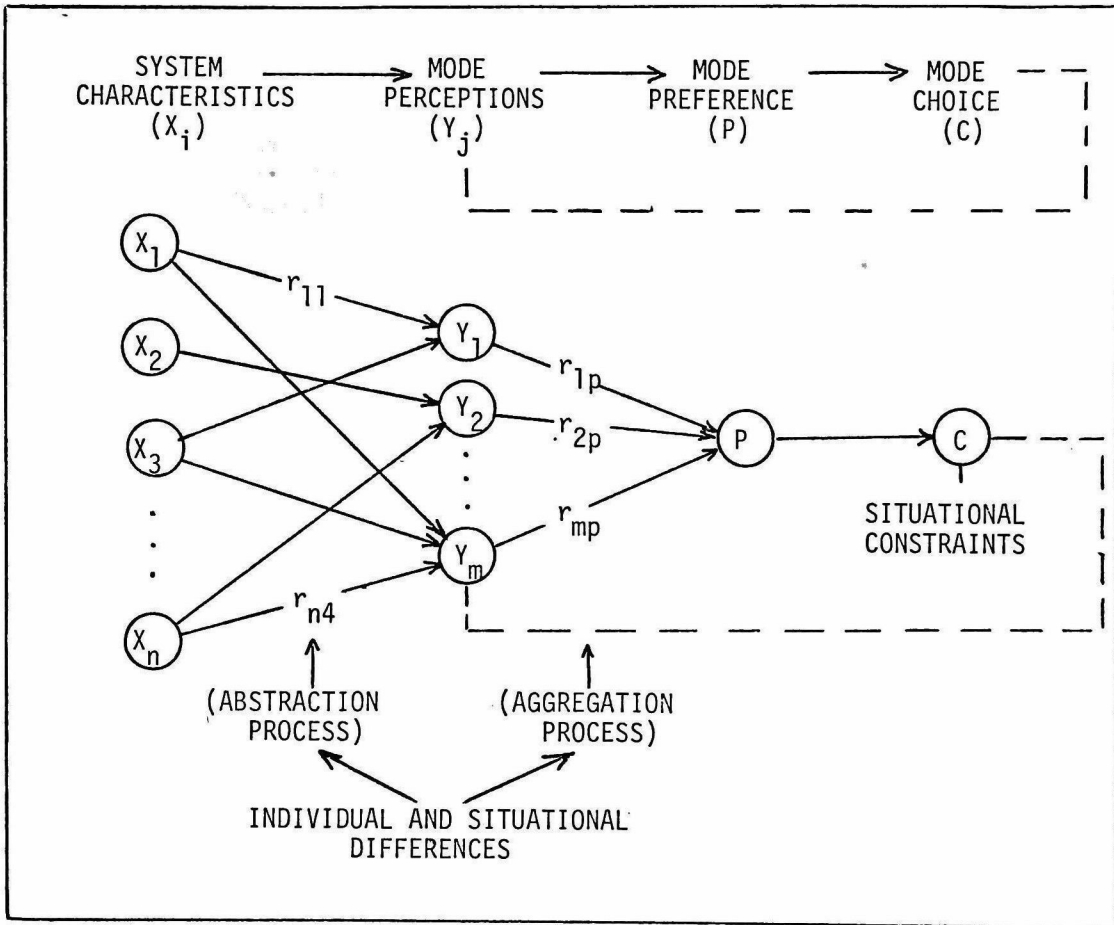 SYSTEM MODE MODE MODE
CHARACTERISTICS PERCEPTIONS PREFERENCE CHOICE
(X_i) (Y_j) (P) (C)
X_1
r_11
Y_1
X_2
r_1p
Y_2
r_2p
X_3
P
C
r_mp
SITUATIONAL
CONSTRAINTS
Y_m
r_n4
X_n
(ABSTRACTION
PROCESS)
(AGGREGATION
PROCESS)
INDIVIDUAL AND SITUATIONAL
DIFFERENCES